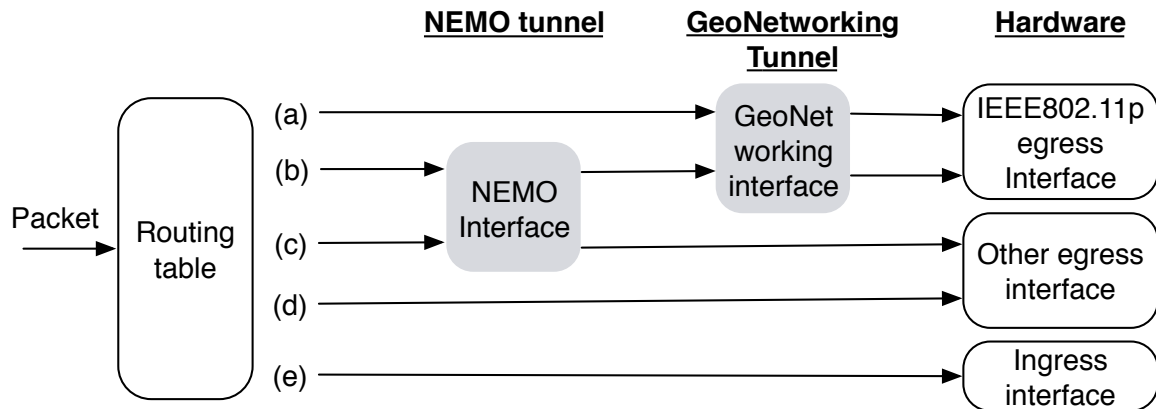 NEMO tunnel
GeoNetworking
Tunnel
Hardware
Packet
Routing
table
(a)
(b)
(c)
(d)
(e)
NEMO
Interface
GeoNet
working
interface
IEEE802.11p
egress
Interface
Other egress
interface
Ingress
interface